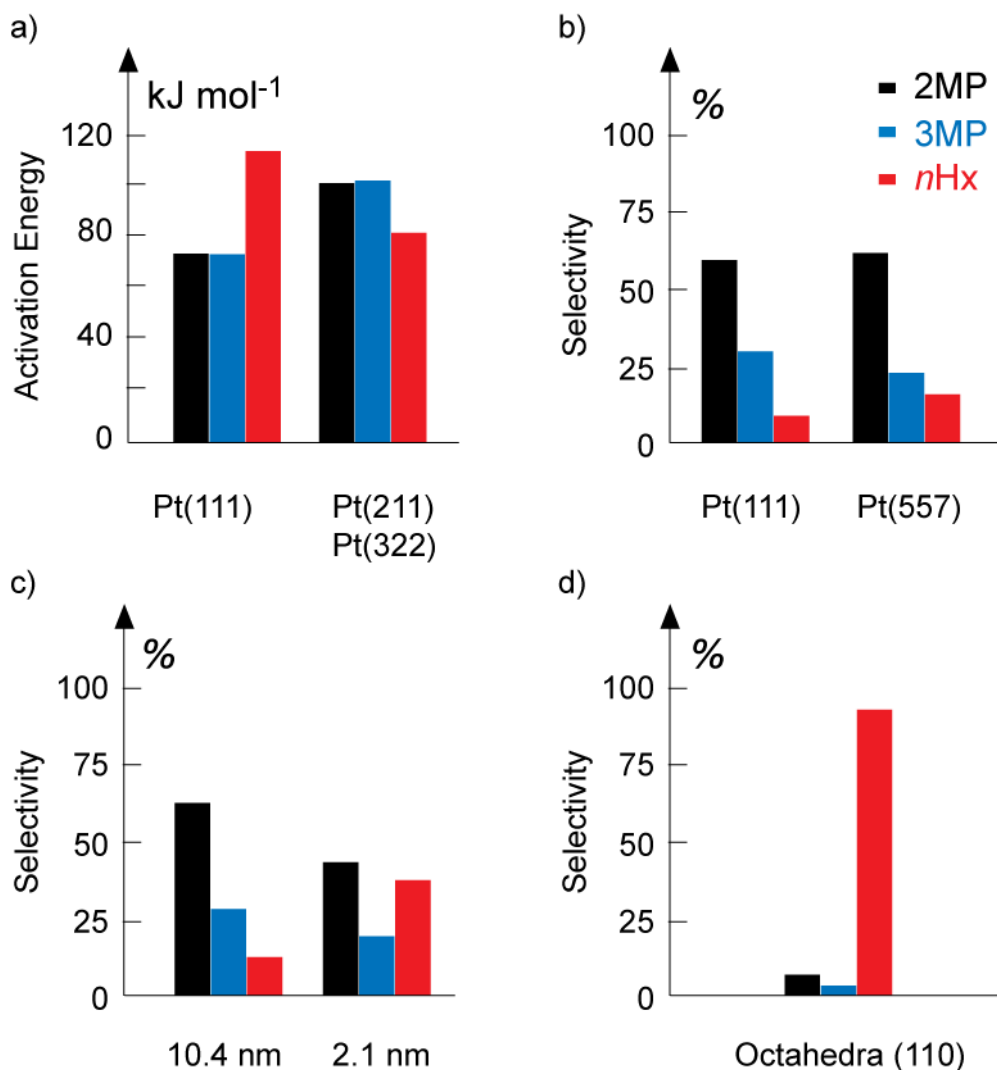 a)
kJ mol-1
Activation Energy
120
80
40
0
Pt(111)
Pt(211)
Pt(322)
b)
%
2MP
3MP
nHx
Selectivity
100
75
50
25
0
Pt(111)
Pt(557)
c)
%
Selectivity
100
75
50
25
0
10.4 nm
2.1 nm
d)
%
Selectivity
100
75
50
25
0
Octahedra (110)